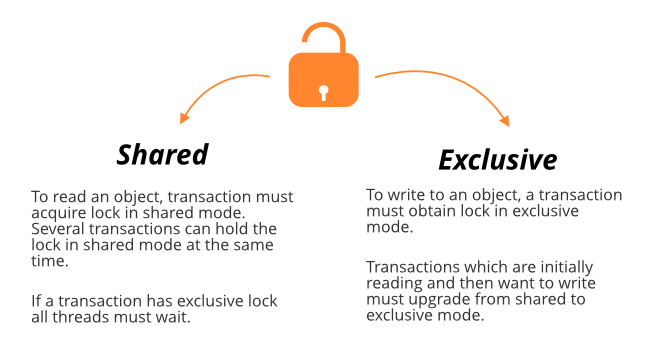 Shared
To read an object, transaction must
acquire lock in shared mode.
Several transactions can hold the
lock in shared mode at the same
time.
If a transaction has exclusive lock
all threads must wait.
Exclusive
To write to an object, a transaction
must obtain lock in exclusive
mode.
Transactions which are initially
reading and then want to write
must upgrade from shared to
exclusive mode.